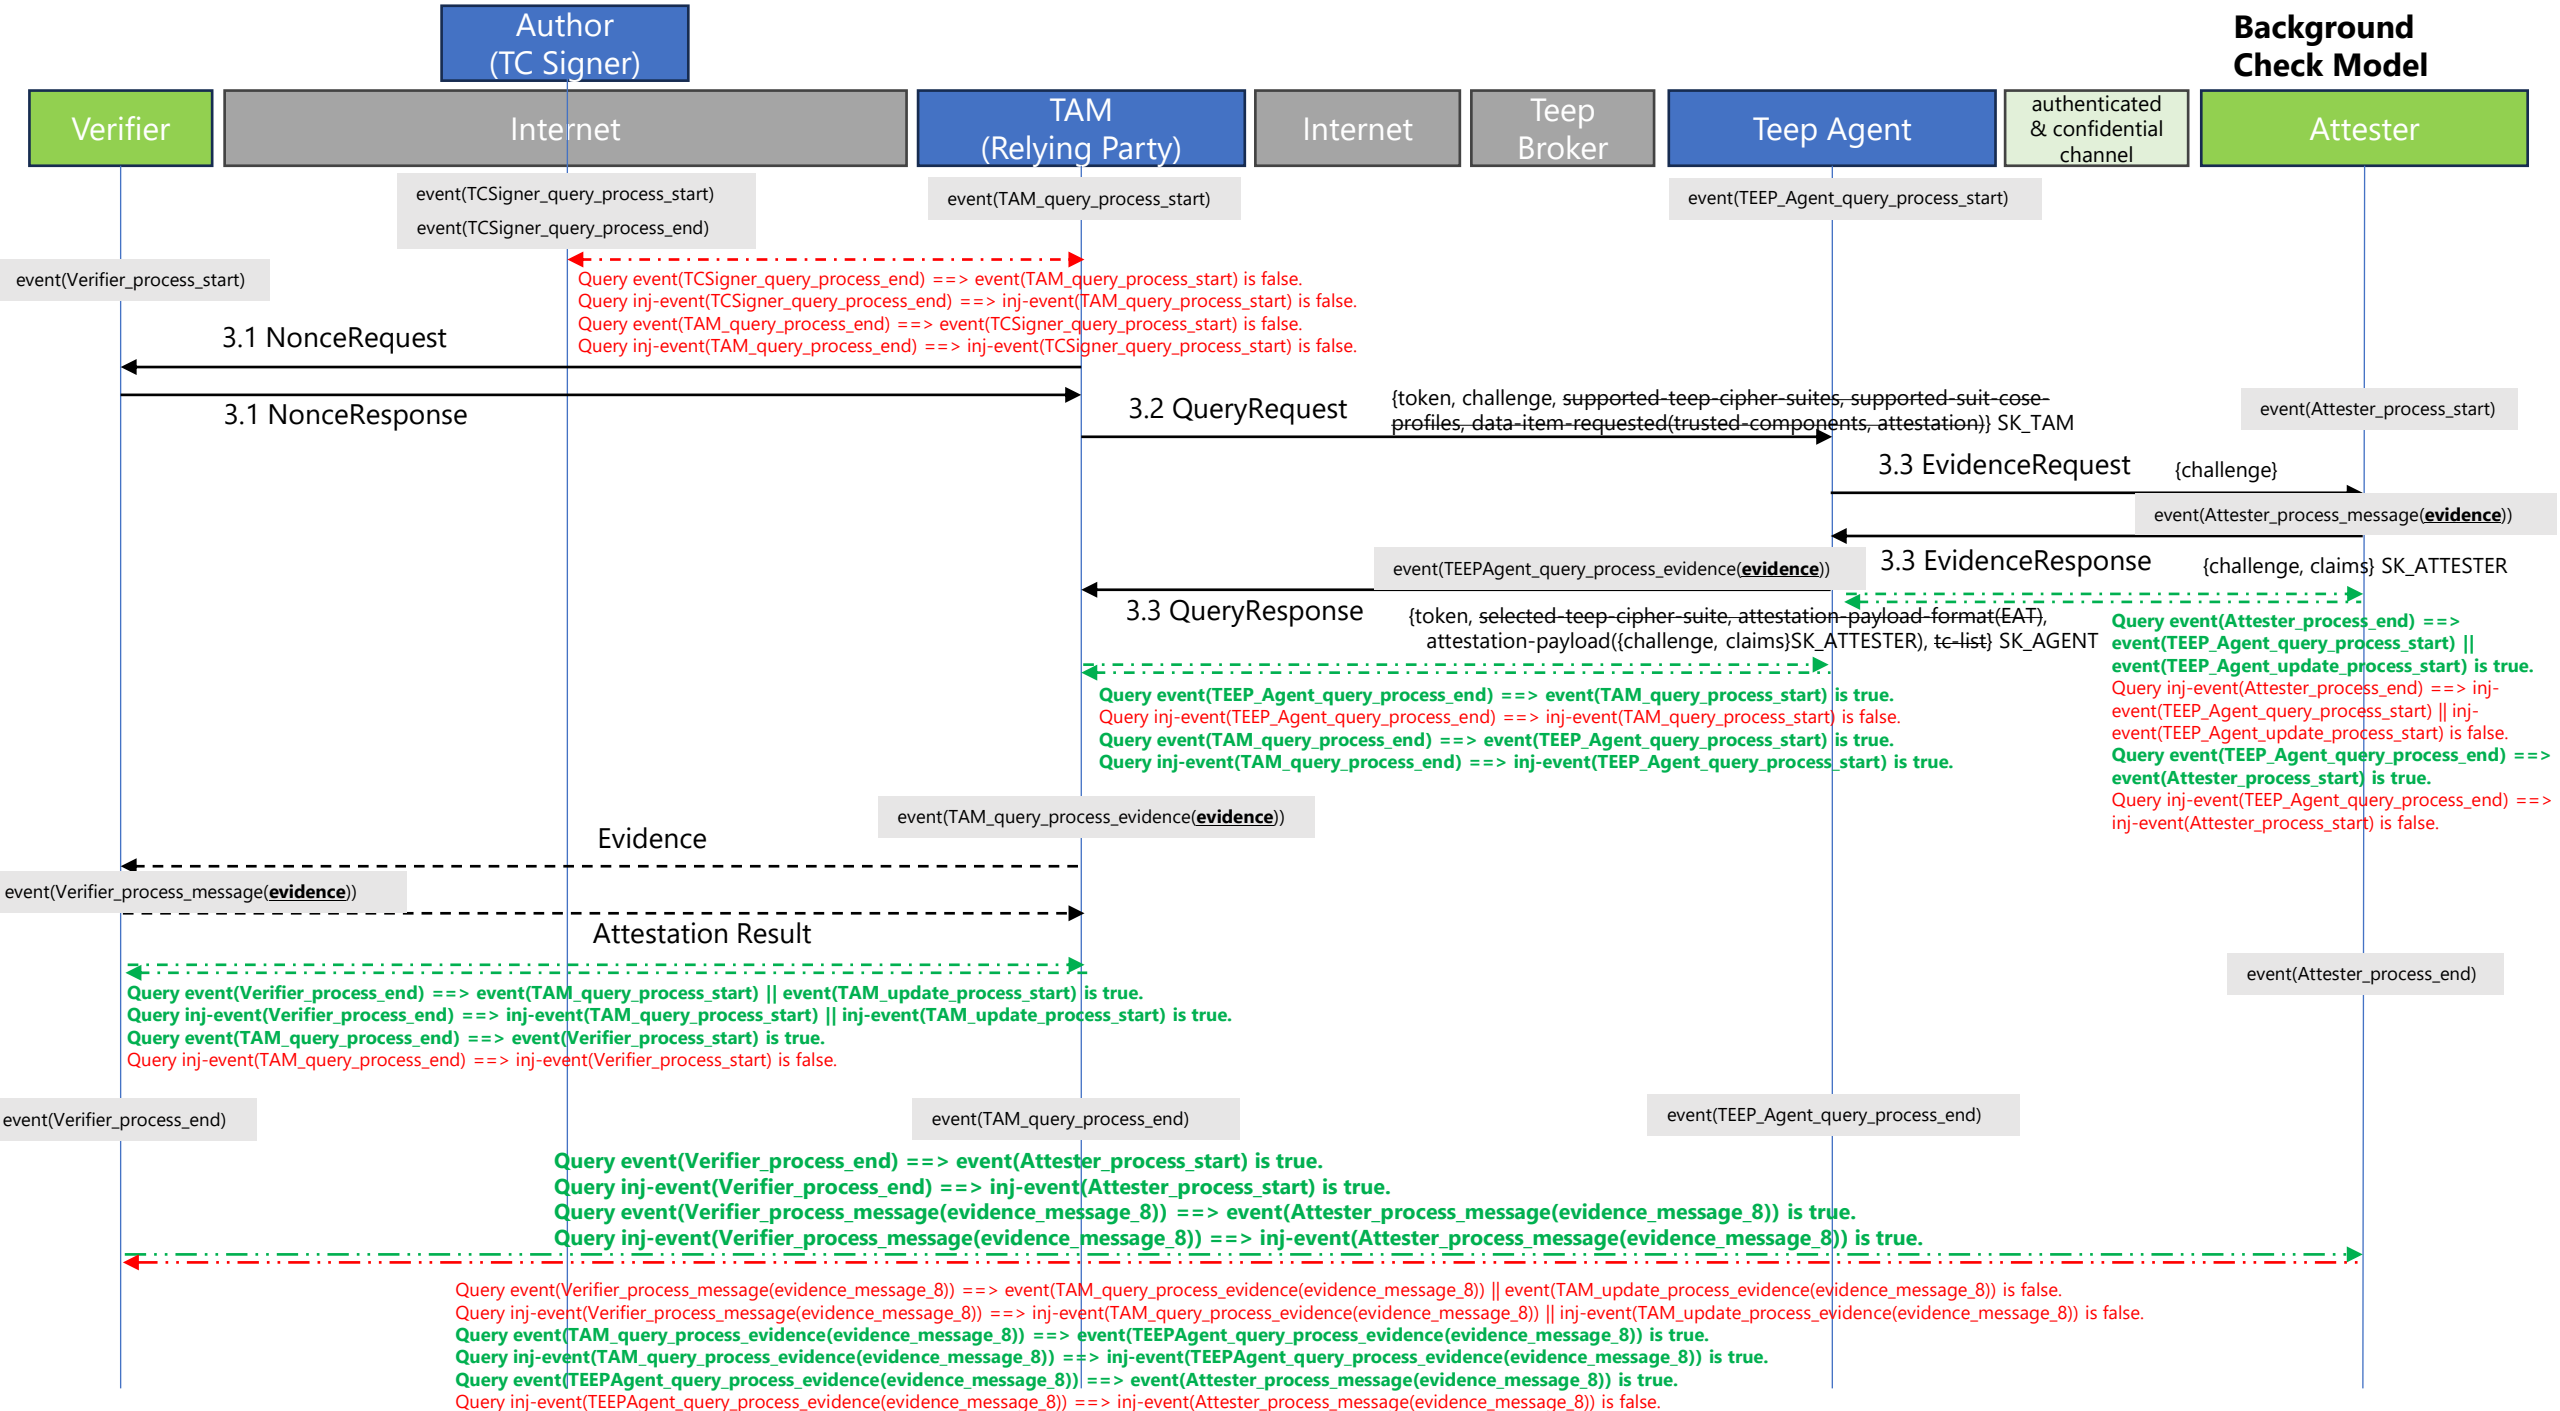 Author
(TC Signer)
Background
Check Model
Verifier
Internet
TAM
(Relying Party)
Internet
Teep
Broker
Teep Agent
authenticated
& confidential
channel
Attester
event(TCSigner_query_process_start)
event(TCSigner_query_process_end)
event(TAM_query_process_start)
event(TEEP_Agent_query_process_start)
event(Verifier_process_start)
Query event(TCSigner_query_process_end) ==> event(TAM_query_process_start) is false.
Query inj-event(TCSigner_query_process_end) ==> inj-event(TAM_query_process_start) is false.
Query event(TAM_query_process_end) ==> event(TCSigner_query_process_start) is false.
Query inj-event(TAM_query_process_end) ==> inj-event(TCSigner_query_process_start) is false.
3.1 NonceRequest
3.1 NonceResponse
3.2 QueryRequest
{token, challenge, supported-teep-cipher-suites, supported-suit-cose-
profiles, data-item-requested(trusted-components, attestation)} SK_TAM
event(Attester_process_start)
3.3 EvidenceRequest
{challenge}
event(Attester_process_message(evidence))
event(TEEPAgent_query_process_evidence(evidence))
3.3 EvidenceResponse
{challenge, claims} SK_ATTESTER
3.3 QueryResponse
{token, selected-teep-cipher-suite, attestation-payload-format(EAT),
attestation-payload({challenge, claims}SK_ATTESTER), tc-list} SK_AGENT
Query event(Attester_process_end) ==>
event(TEEP_Agent_query_process_start) ||
event(TEEP_Agent_update_process_start) is true.
Query inj-event(Attester_process_end) ==> inj-
event(TEEP_Agent_query_process_start) || inj-
event(TEEP_Agent_update_process_start) is false.
Query event(TEEP_Agent_query_process_end) ==>
event(Attester_process_start) is true.
Query inj-event(TEEP_Agent_query_process_end) ==>
inj-event(Attester_process_start) is false.
Query event(TEEP_Agent_query_process_end) ==> event(TAM_query_process_start) is true.
Query inj-event(TEEP_Agent_query_process_end) ==> inj-event(TAM_query_process_start) is false.
Query event(TAM_query_process_end) ==> event(TEEP_Agent_query_process_start) is true.
Query inj-event(TAM_query_process_end) ==> inj-event(TEEP_Agent_query_process_start) is true.
event(TAM_query_process_evidence(evidence))
Evidence
event(Verifier_process_message(evidence))
Attestation Result
event(Attester_process_end)
Query event(Verifier_process_end) ==> event(TAM_query_process_start) || event(TAM_update_process_start) is true.
Query inj-event(Verifier_process_end) ==> inj-event(TAM_query_process_start) || inj-event(TAM_update_process_start) is true.
Query event(TAM_query_process_end) ==> event(Verifier_process_start) is true.
Query inj-event(TAM_query_process_end) ==> inj-event(Verifier_process_start) is false.
event(Verifier_process_end)
event(TAM_query_process_end)
event(TEEP_Agent_query_process_end)
Query event(Verifier_process_end) ==> event(Attester_process_start) is true.
Query inj-event(Verifier_process_end) ==> inj-event(Attester_process_start) is true.
Query event(Verifier_process_message(evidence_message_8)) ==> event(Attester_process_message(evidence_message_8)) is true.
Query inj-event(Verifier_process_message(evidence_message_8)) ==> inj-event(Attester_process_message(evidence_message_8)) is true.
Query event(Verifier_process_message(evidence_message_8)) ==> event(TAM_query_process_evidence(evidence_message_8)) || event(TAM_update_process_evidence(evidence_message_8)) is false.
Query inj-event(Verifier_process_message(evidence_message_8)) ==> inj-event(TAM_query_process_evidence(evidence_message_8)) || inj-event(TAM_update_process_evidence(evidence_message_8)) is false.
Query event(TAM_query_process_evidence(evidence_message_8)) ==> event(TEEPAgent_query_process_evidence(evidence_message_8)) is true.
Query inj-event(TAM_query_process_evidence(evidence_message_8)) ==> inj-event(TEEPAgent_query_process_evidence(evidence_message_8)) is true.
Query event(TEEPAgent_query_process_evidence(evidence_message_8)) ==> event(Attester_process_message(evidence_message_8)) is true.
Query inj-event(TEEPAgent_query_process_evidence(evidence_message_8)) ==> inj-event(Attester_process_message(evidence_message_8)) is false.